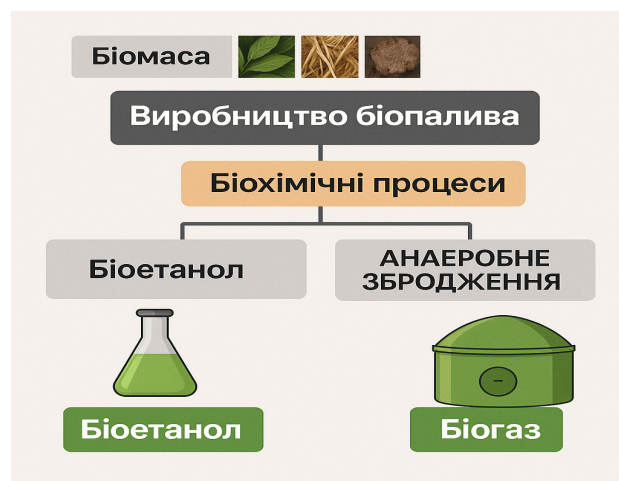 Біомаса
Виробництво біопалива
Біохімічні процеси
Біоетанол
АНАЕРОБНЕ
ЗБРОДЖЕННЯ
Біоетанол
Біогаз